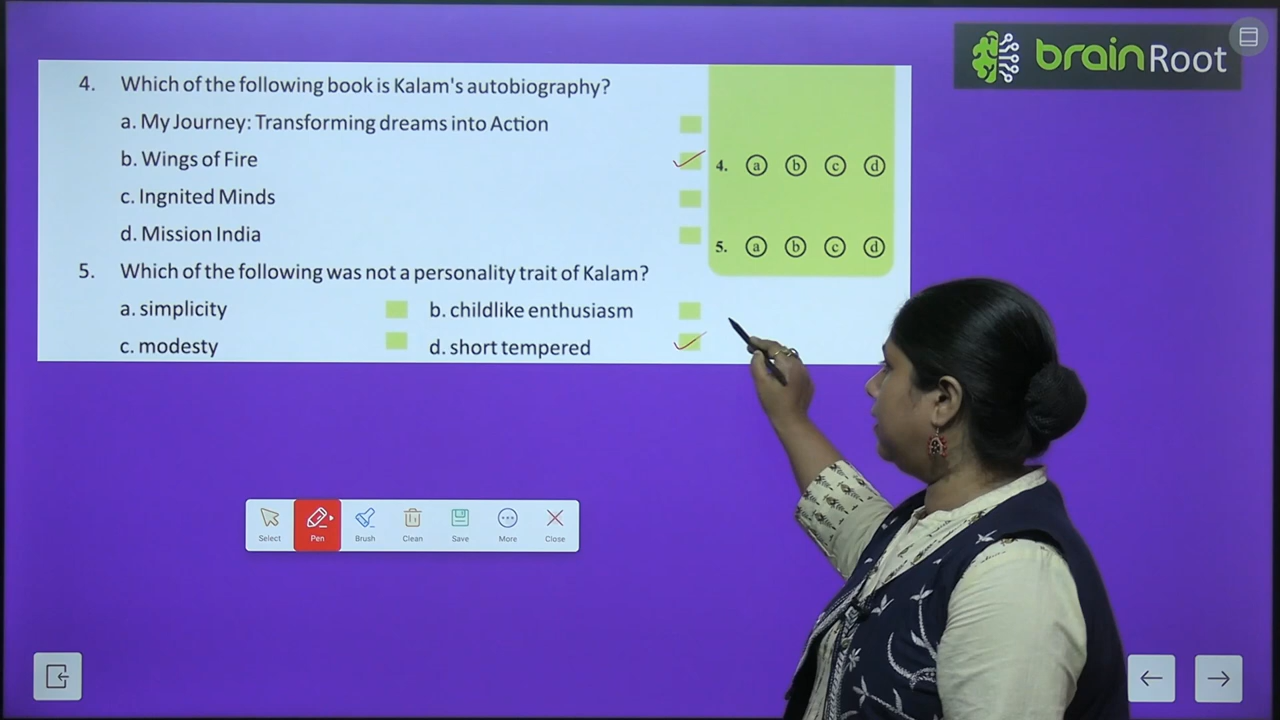 brainRoot
4. Which of the following book is Kalam's autobiography?
a. My Journey: Transforming dreams into Action
b. Wings of Fire
c. Ingnited Minds
d. Mission India
4. a b c d
5. a b c d
5. Which of the following was not a personality trait of Kalam?
a. simplicity b. childlike enthusiasm
c. modesty d. short tempered
Select Pen Brush Clean Save More Close